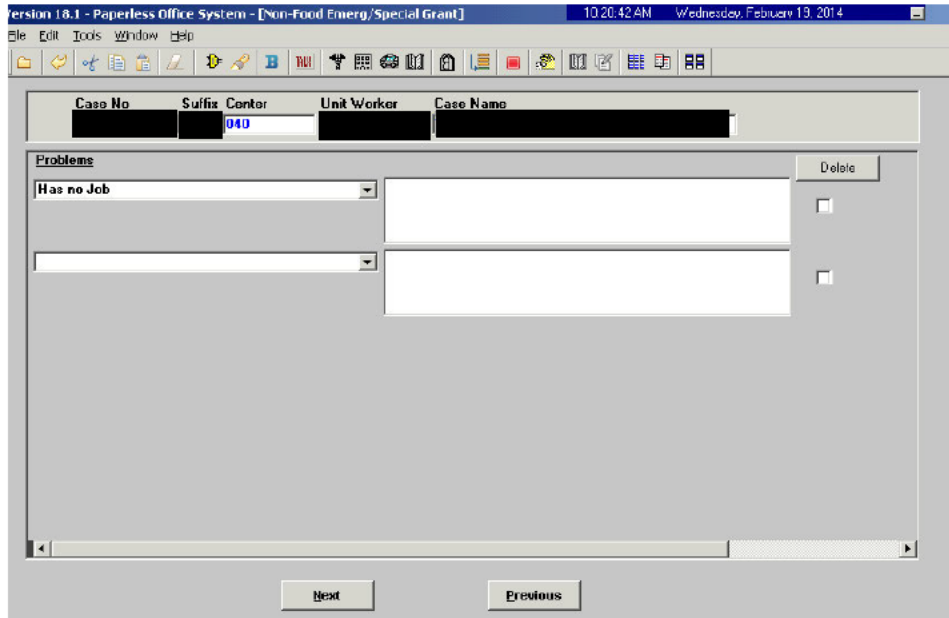 Version 18.1 - Paperless Office System - [Non-Food Emerg/Special Grant] 10:20:42 AM Wednesday, February 19, 2014
File Edit Tools Window Help
B TALX
Case No Suffix Center Unit Worker Case Name
040
Problems
Delete
Has no Job
Next Previous